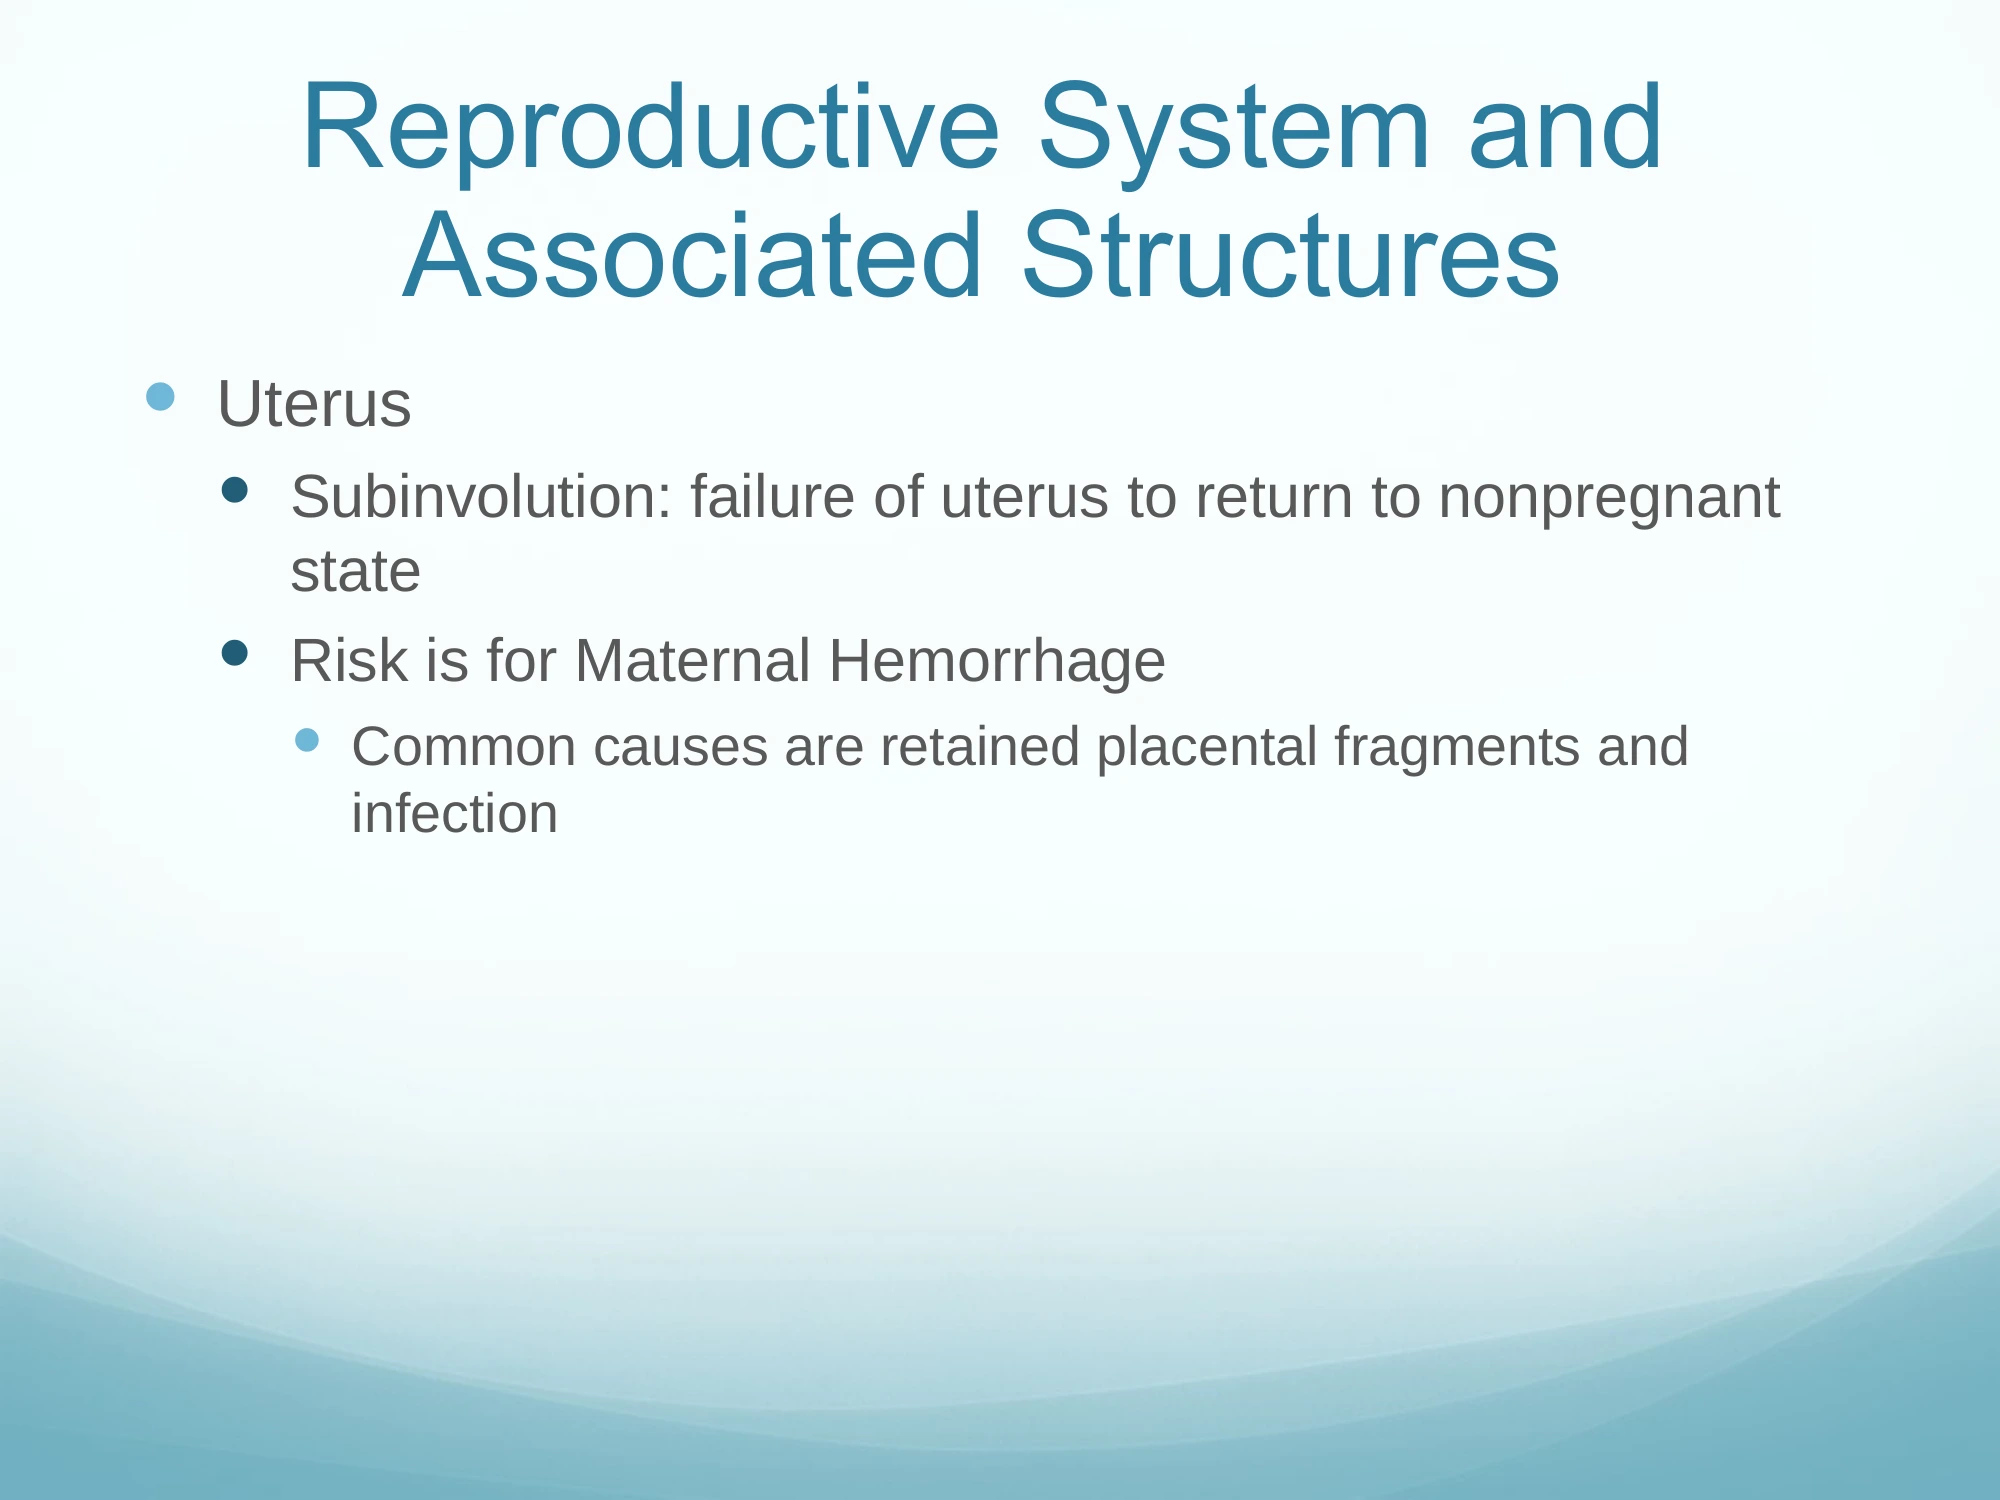 Reproductive System and
Associated Structures
Uterus
Subinvolution: failure of uterus to return to nonpregnant
state
Risk is for Maternal Hemorrhage
Common causes are retained placental fragments and
infection